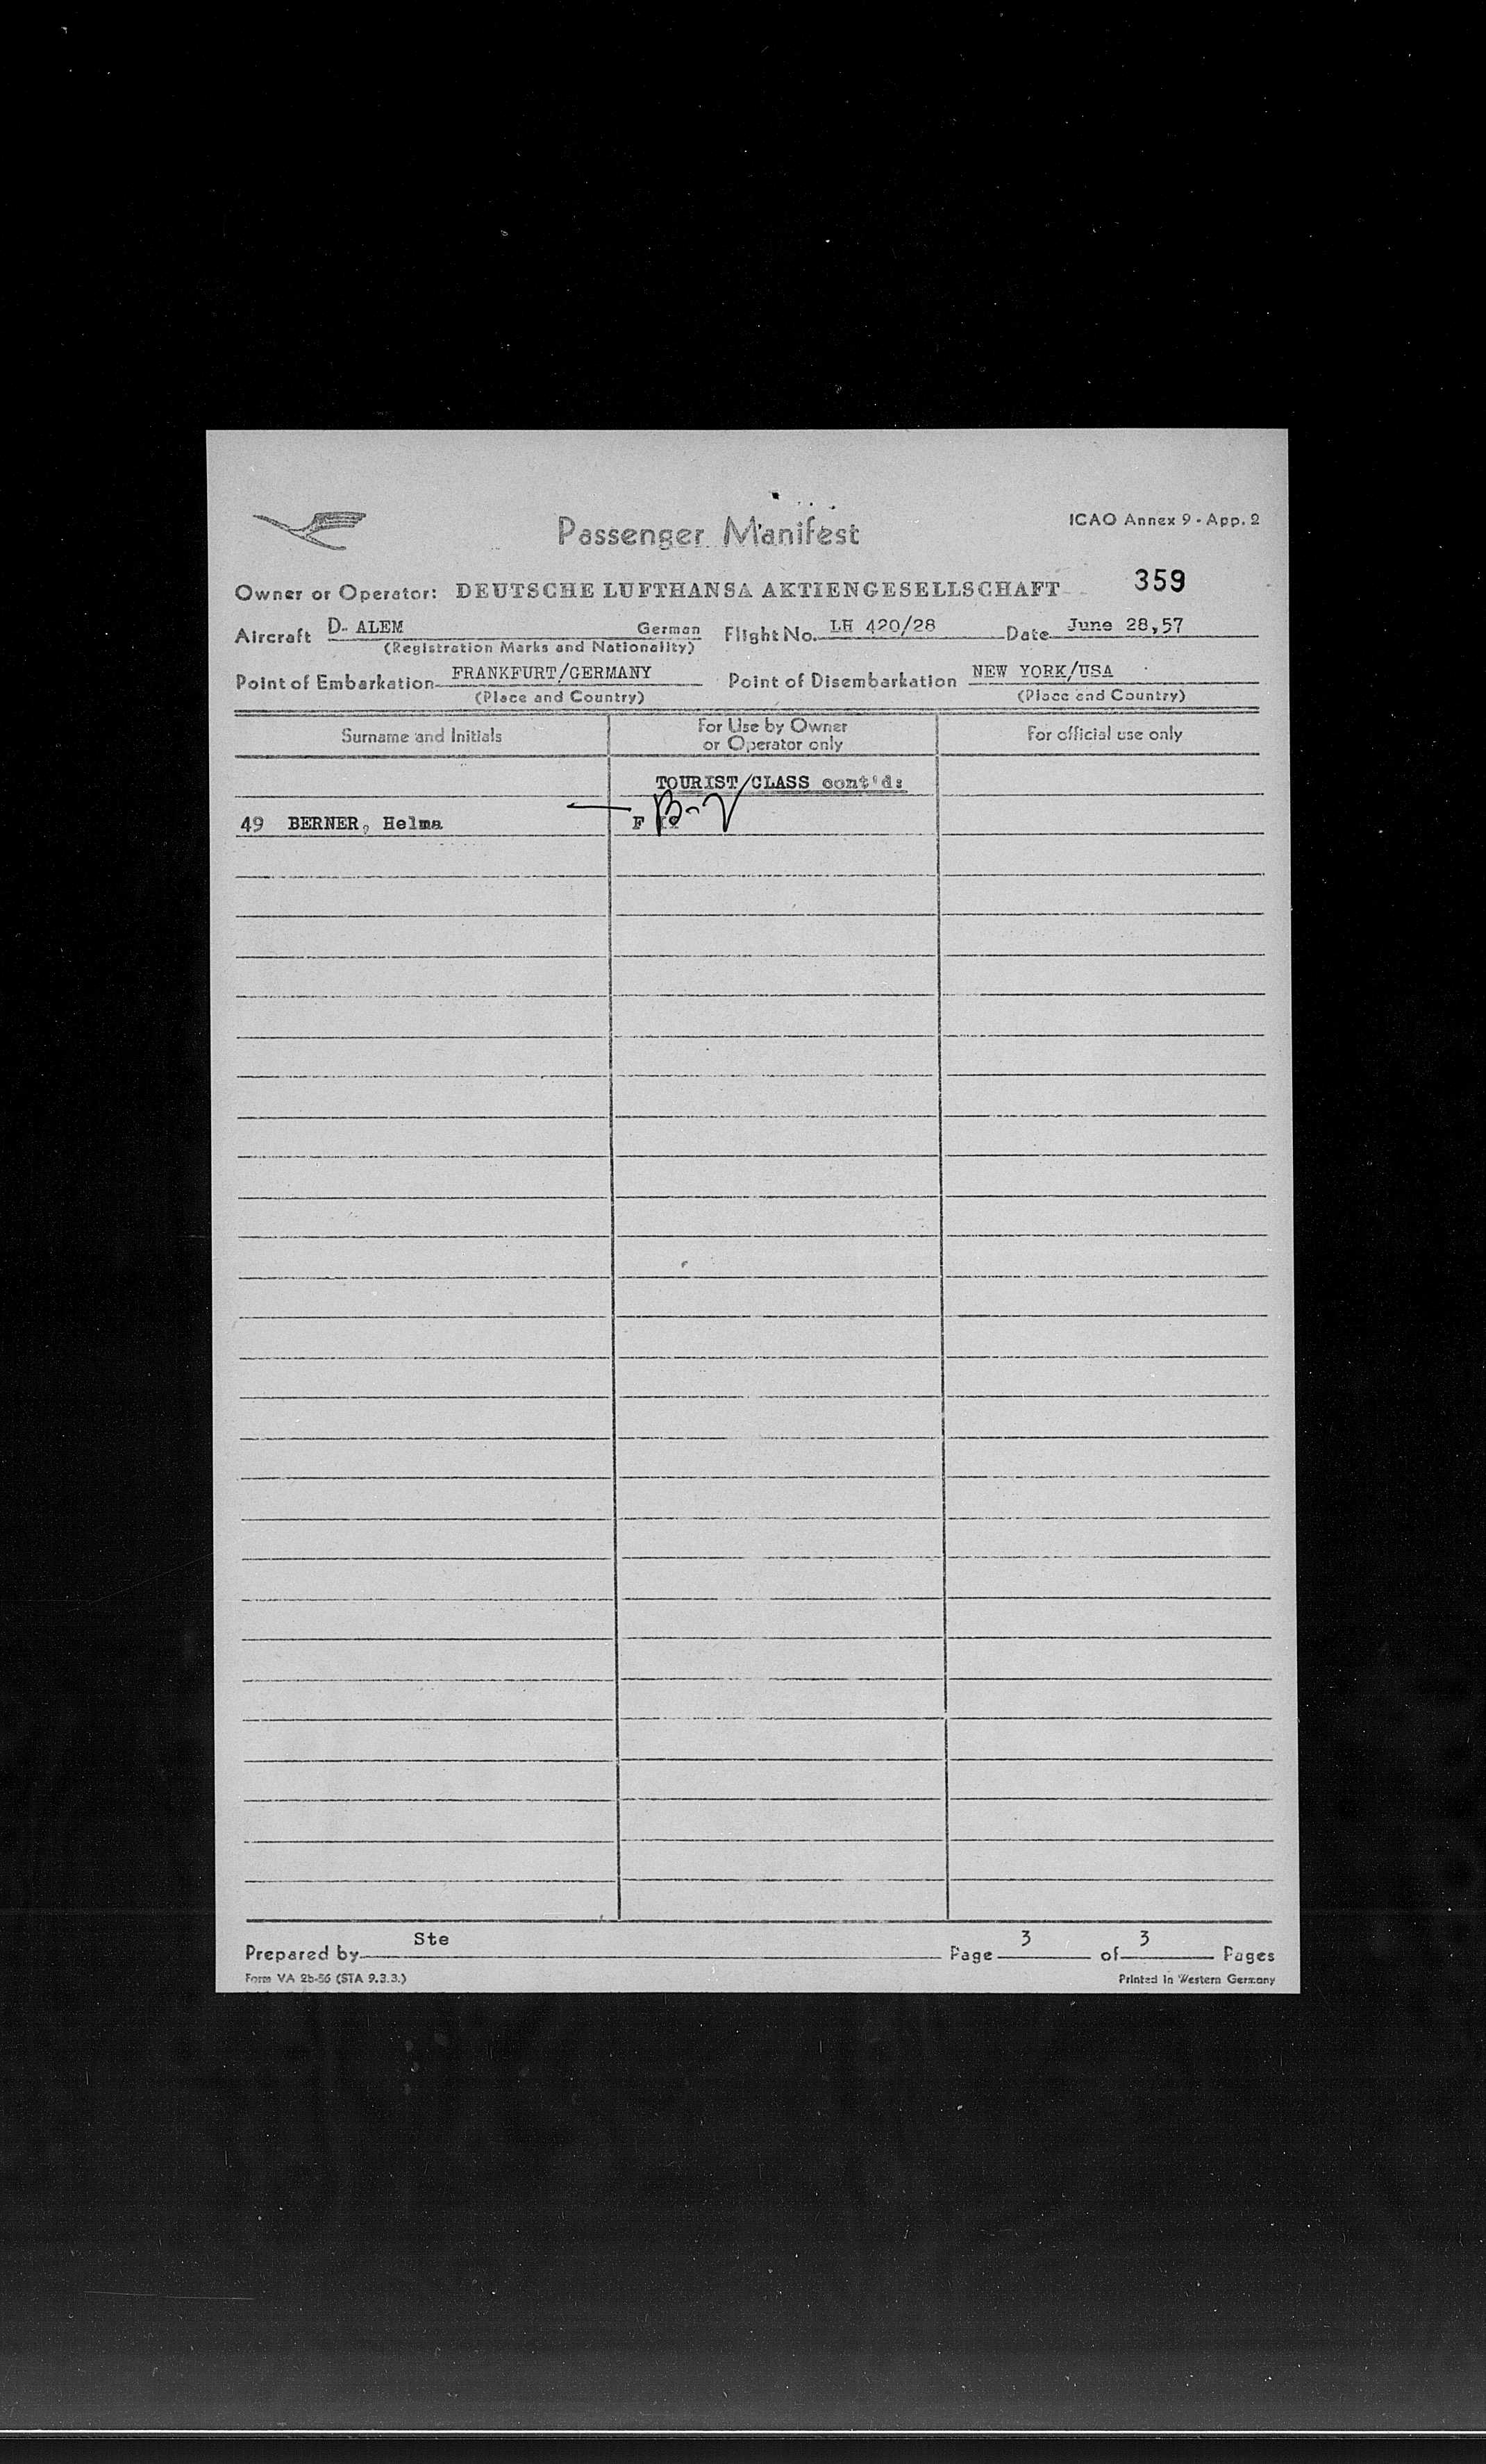 Passenger Manifest
ICAO Annex 9 - App. 2
359
Owner or Operator: DEUTSCHE LUFTHANSA AKTIENGESELLSCHAFT
Aircraft D- ALEM German Flight No. LH 420/28 Date June 28,57
(Registration Marks and Nationality)
Point of Embarkation FRANKFURT/GERMANY Point of Disembarkation NEW YORK/USA
(Place and Country) (Place and Country)
Surname and Initials
For Use by Owner
or Operator only
For official use only
TOURIST/CLASS cont'd:
49 BERNER, Helma F
Ste
Prepared by Page 3 of 3 Pages
Form VA 2b-56 (STA 9.3.3.) Printed in Western Germany